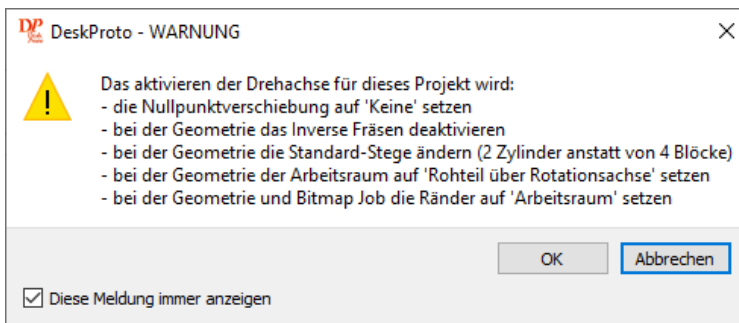 DP
Desk
Proto
DeskProto - WARNUNG
Das aktivieren der Drehachse für dieses Projekt wird:
- die Nullpunktverschiebung auf 'Keine' setzen
- bei der Geometrie das Inverse Fräsen deaktivieren
- bei der Geometrie die Standard-Stege ändern (2 Zylinder anstatt von 4 Blöcke)
- bei der Geometrie der Arbeitsraum auf 'Rohteil über Rotationsachse' setzen
- bei der Geometrie und Bitmap Job die Ränder auf 'Arbeitsraum' setzen
OK
Abbrechen
Diese Meldung immer anzeigen